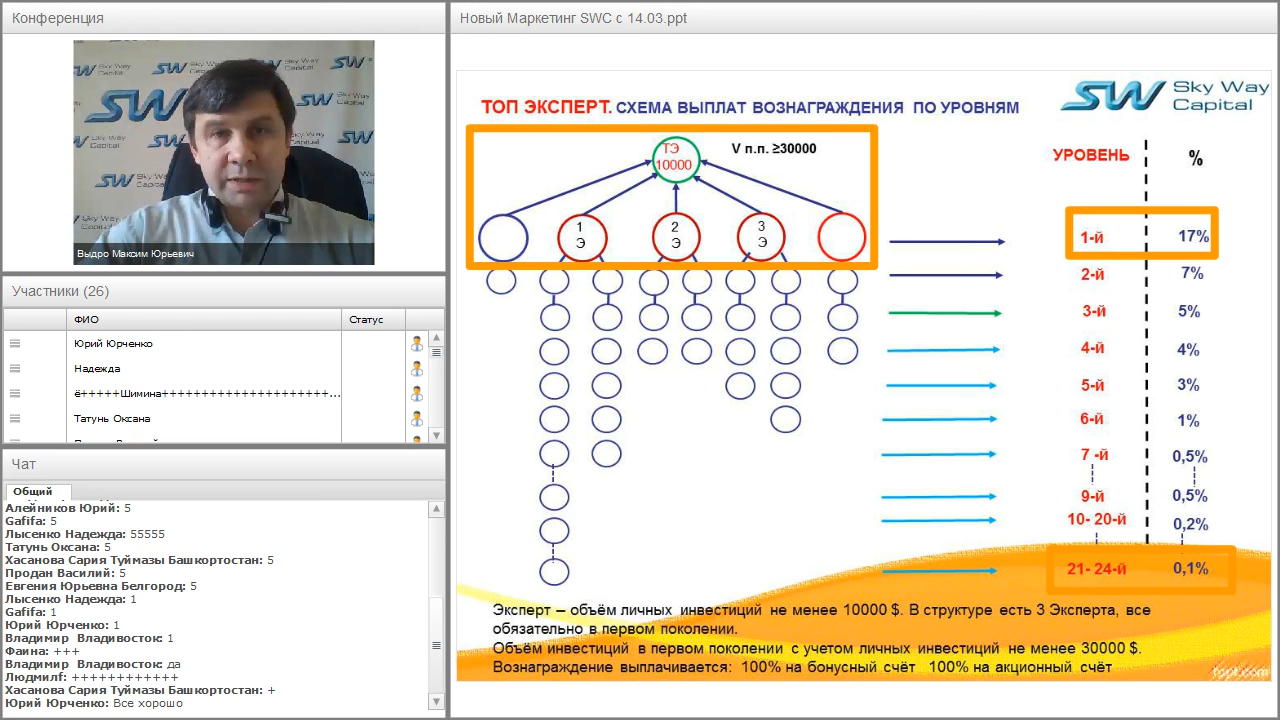 Конференция
Новый Маркетинг SWC с 14.03.ppt
SW Sky Way Capital
Выдро Максим Юрьевич
Участники (26)
ФИО
Статус
Юрий Юрченко
Надежда
ё+++++Шимина+++++++++++++++++++++...
Татунь Оксана
Чат
Общий
Алейников Юрий: 5
Gafifa: 5
Лысенко Надежда: 55555
Татунь Оксана: 5
Хасанова Сария Туймазы Башкортостан: 5
Продан Василий: 5
Евгения Юрьевна Белгород: 5
Лысенко Надежда: 1
Gafifa: 1
Юрий Юрченко: 1
Владимир Владивосток: 1
Фаина: +++
Владимир Владивосток: да
Людмилf: ++++++++++++
Хасанова Сария Туймазы Башкортостан: +
Юрий Юрченко: Все хорошо
SW Sky Way
Capital
ТОП ЭКСПЕРТ. СХЕМА ВЫПЛАТ ВОЗНАГРАЖДЕНИЯ ПО УРОВНЯМ
ТЭ
10000
V п.п. ≥30000
1
Э
2
Э
3
Э
УРОВЕНЬ %
1-й 17%
2-й 7%
3-й 5%
4-й 4%
5-й 3%
6-й 1%
7 -й 0,5%
9-й 0,5%
10- 20-й 0,2%
21- 24-й 0,1%
Эксперт – объём личных инвестиций не менее 10000 $. В структуре есть 3 Эксперта, все
обязательно в первом поколении.
Объём инвестиций в первом поколении с учетом личных инвестиций не менее 30000 $.
Вознаграждение выплачивается: 100% на бонусный счёт 100% на акционный счёт
fppt.com